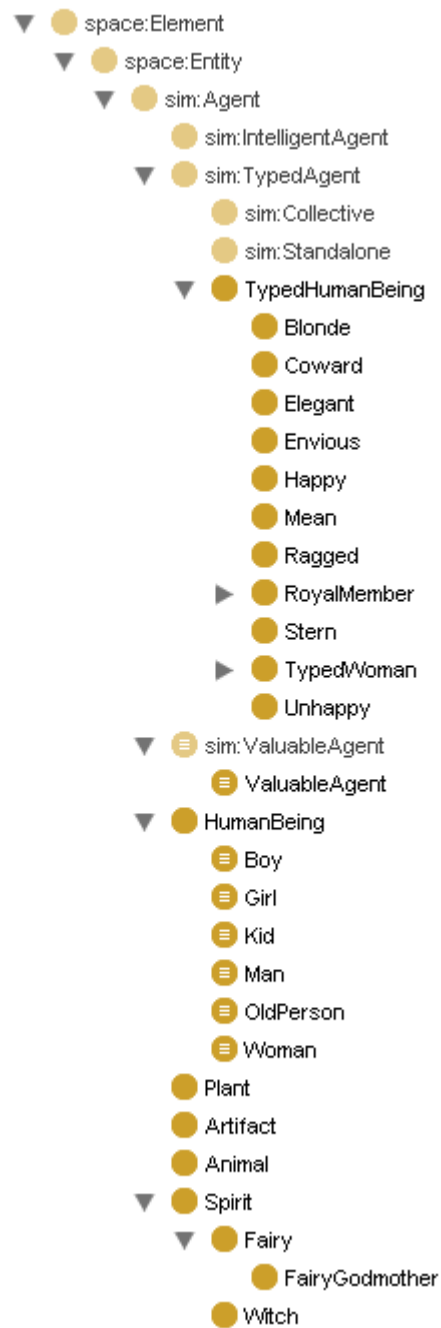 space:Element
space:Entity
sim:Agent
sim:IntelligentAgent
sim:TypedAgent
sim:Collective
sim:Standalone
TypedHumanBeing
Blonde
Coward
Elegant
Envious
Happy
Mean
Ragged
RoyalMember
Stern
TypedWoman
Unhappy
sim:ValuableAgent
ValuableAgent
HumanBeing
Boy
Girl
Kid
Man
OldPerson
Woman
Plant
Artifact
Animal
Spirit
Fairy
FairyGodmother
Witch